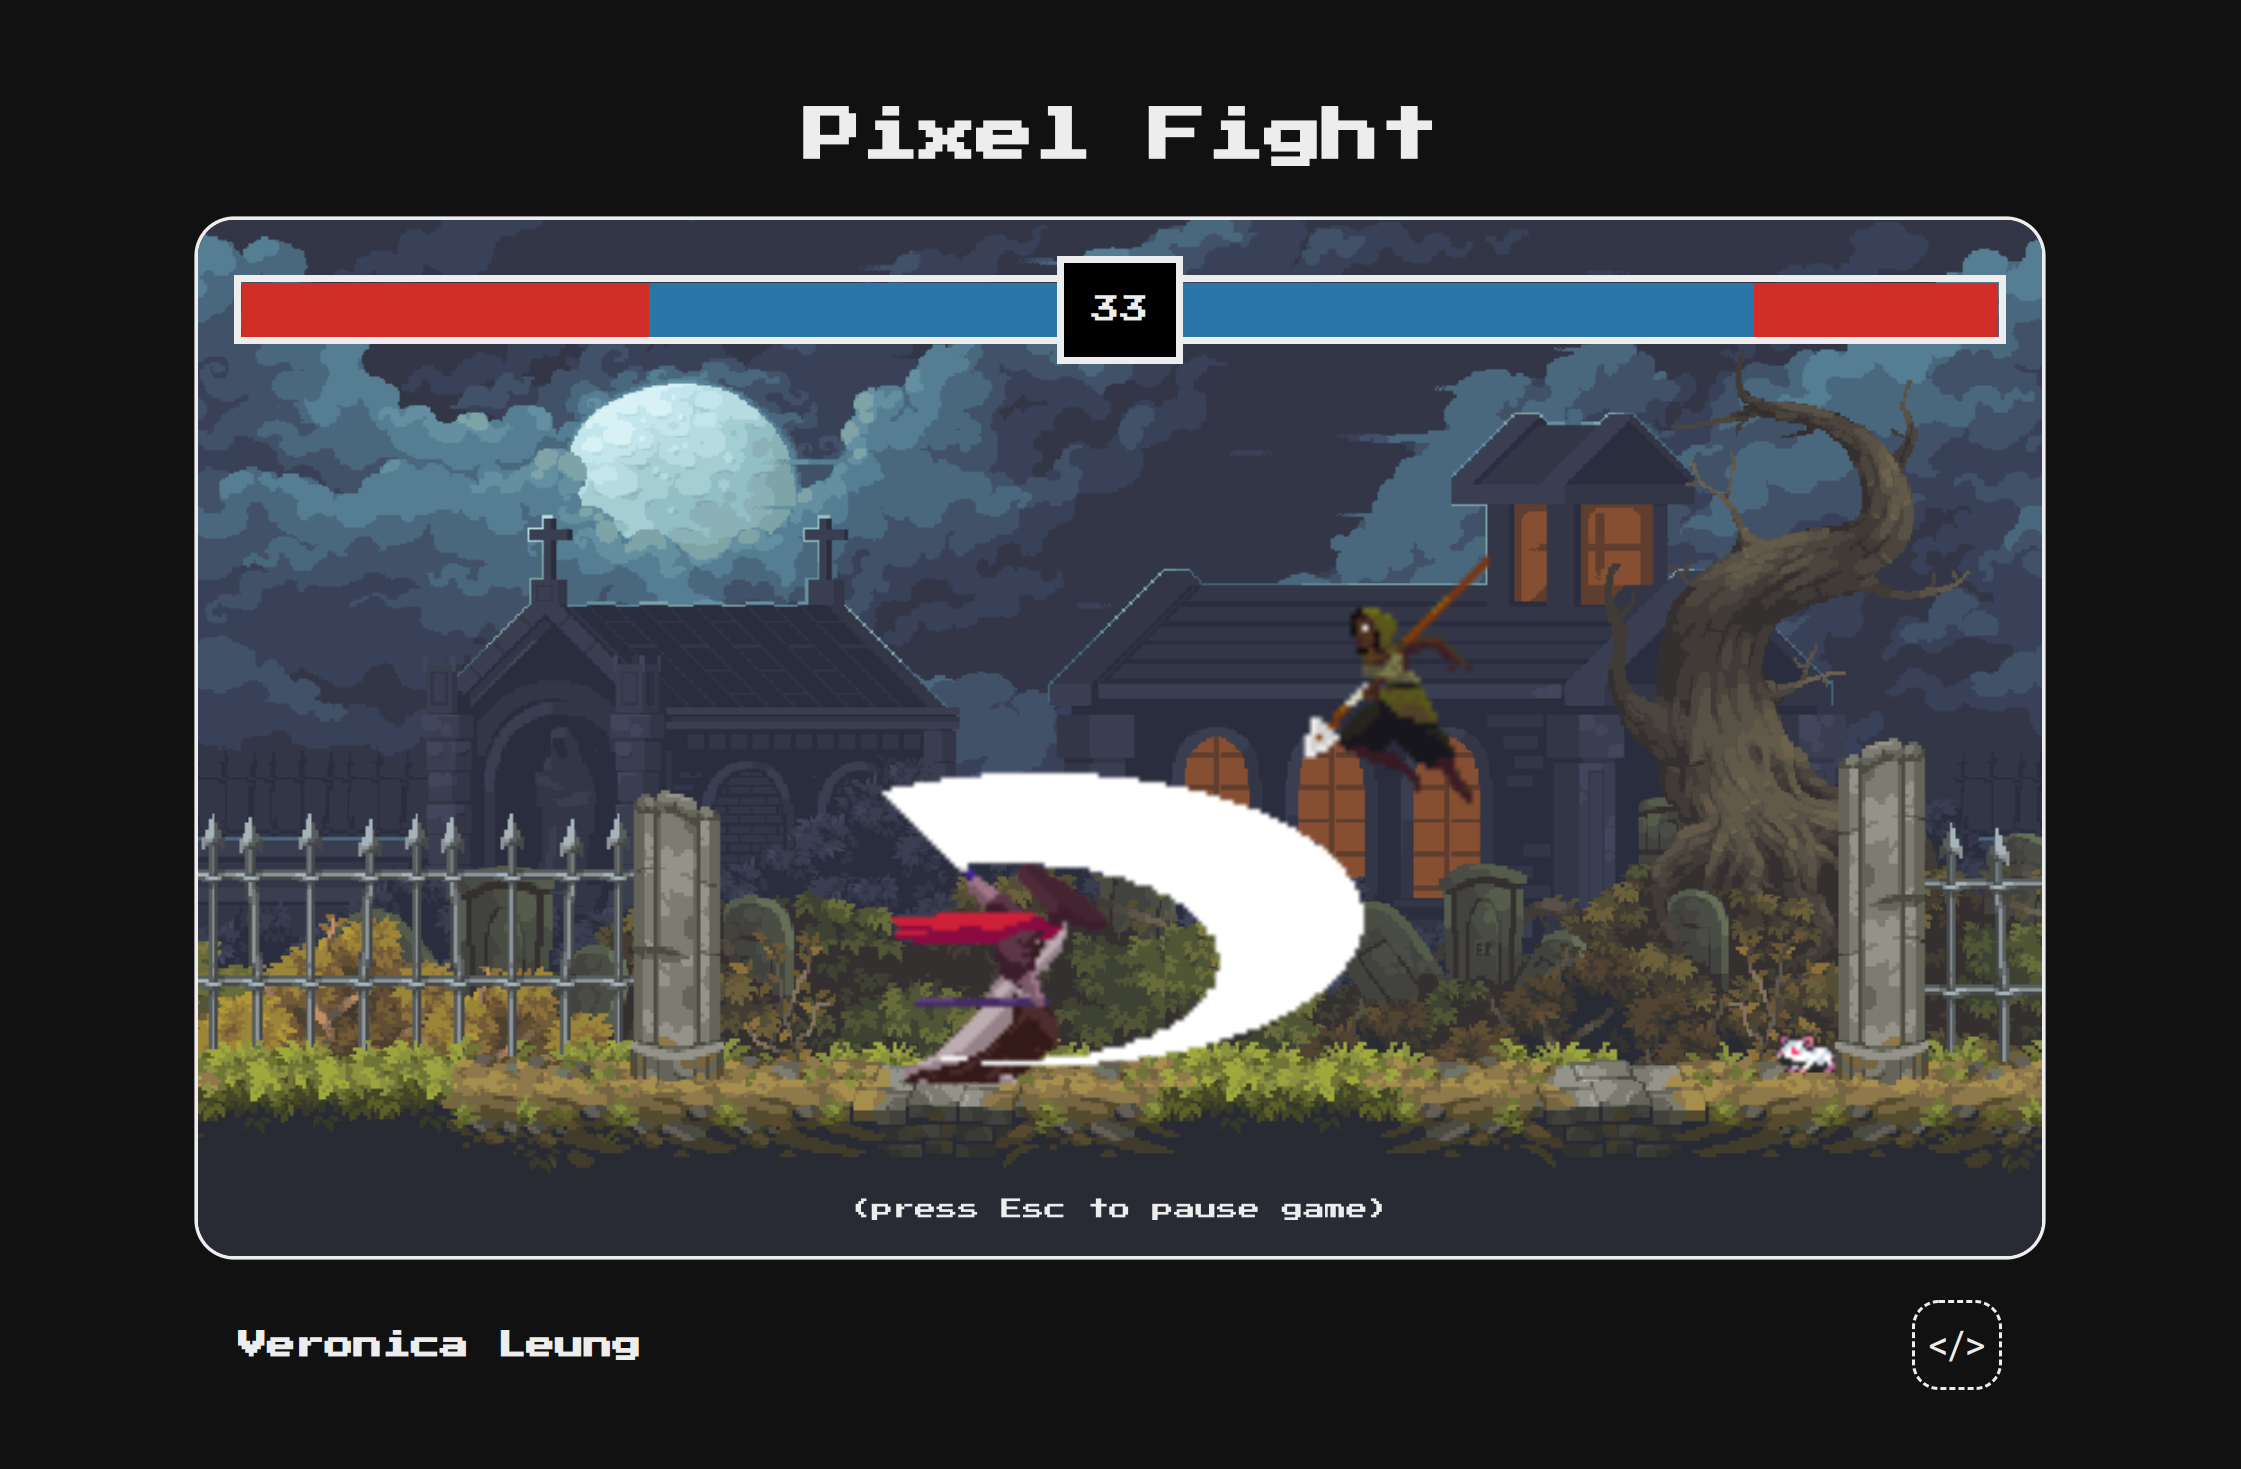 Pixel Fight
33
(press Esc to pause game)
Veronica Leung
</>